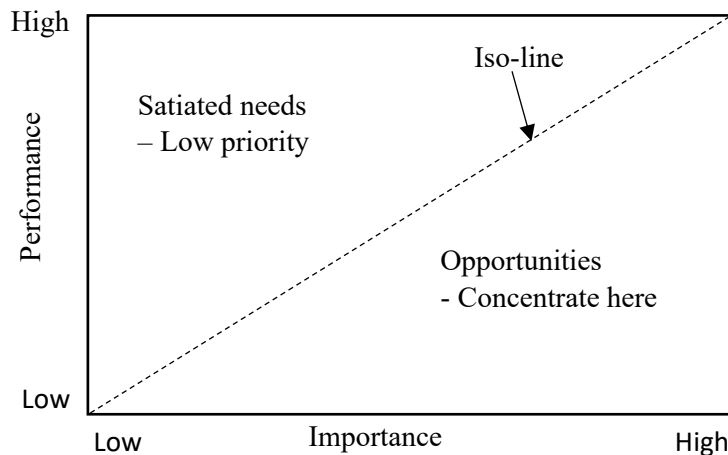 High
Iso-line
Satiated needs
– Low priority
Performance
Opportunities
- Concentrate here
Low
Low
Importance
High